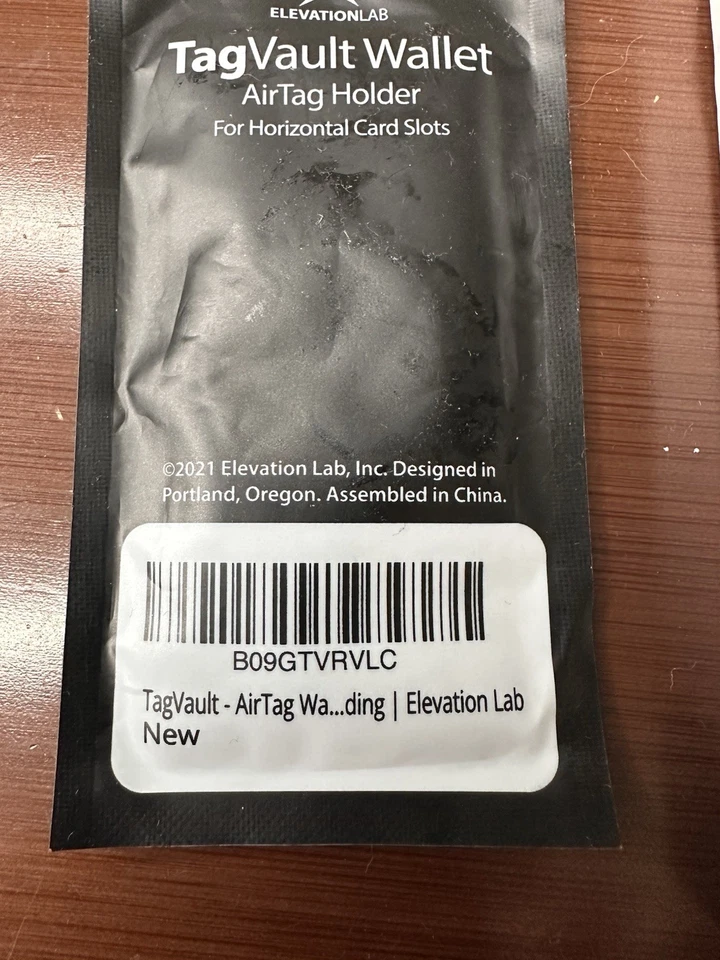 ELEVATIONLAB
TagVault Wallet
AirTag Holder
For Horizontal Card Slots
©2021 Elevation Lab, Inc. Designed in
Portland, Oregon. Assembled in China.
B09GTVRVLC
TagVault - AirTag Wa...ding | Elevation Lab
New